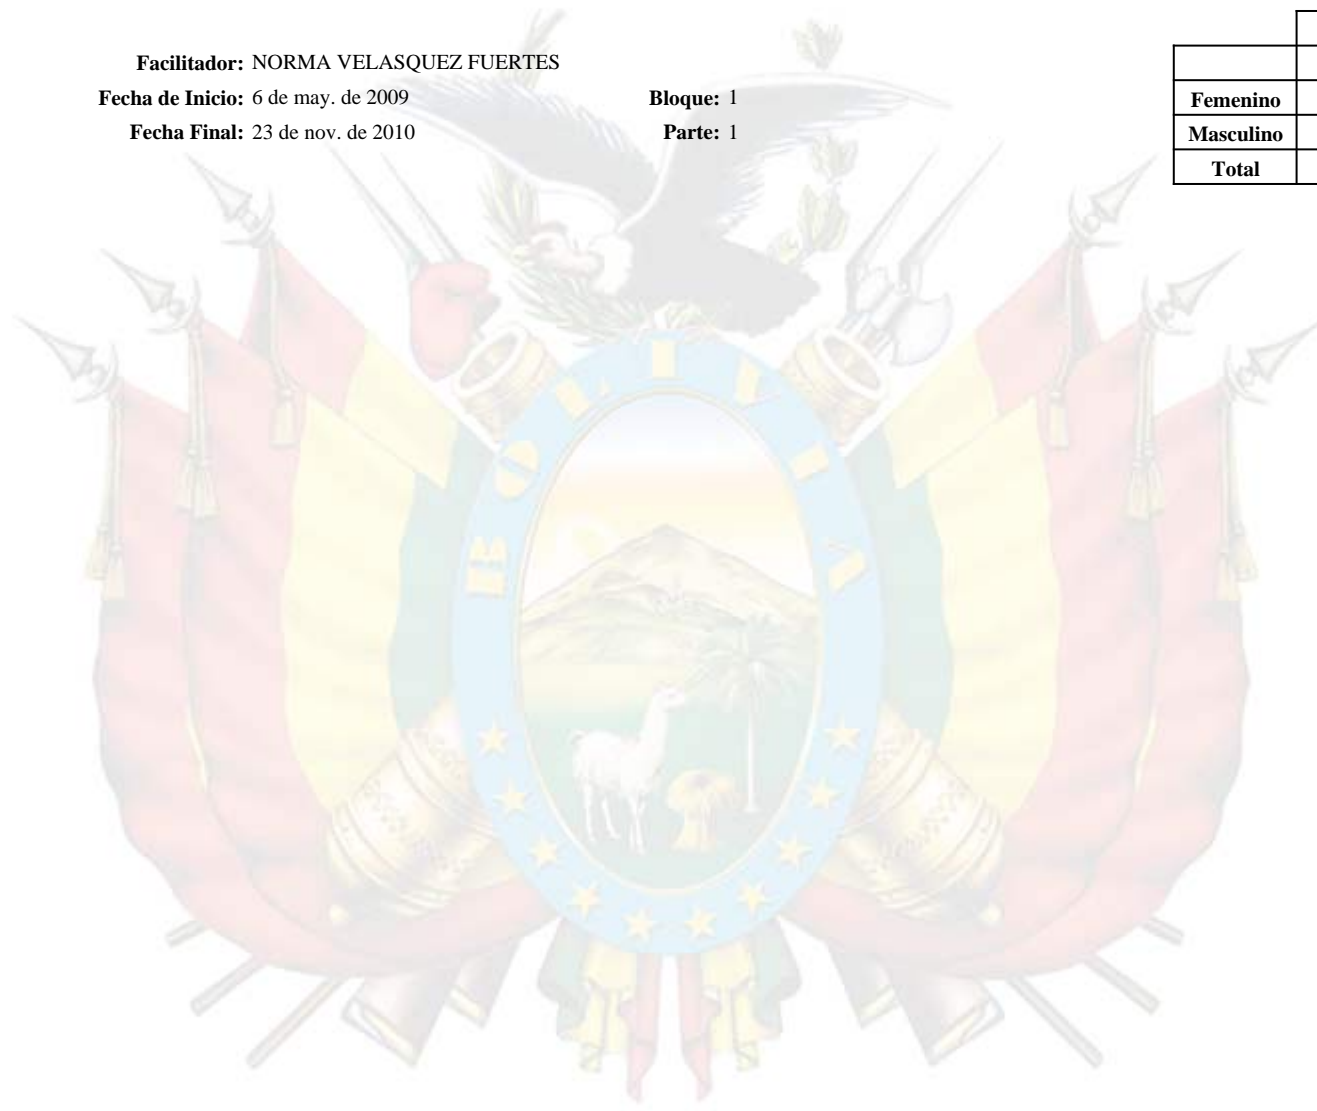 Facilitador: NORMA VELASQUEZ FUERTES
Fecha de Inicio: 6 de may. de 2009 Bloque: 1
Fecha Final: 23 de nov. de 2010 Parte: 1
Femenino
Masculino
Total
BOLIVIA